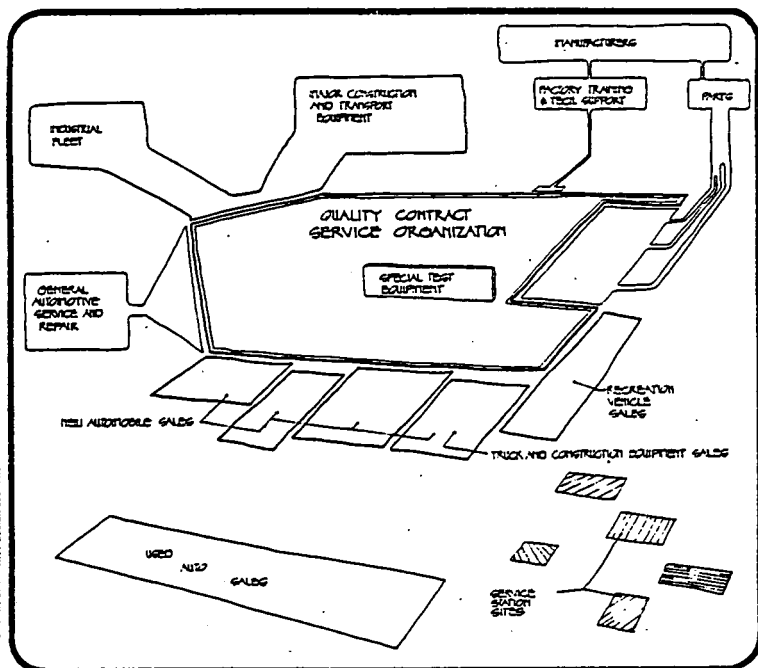 MANUFACTURERS
MAJOR CONSTRUCTION
AND TRANSPORT
EQUIPMENT
FACTORY TRAINING
& TECH SUPPORT
PARTS
INDUSTRIAL
FLEET
QUALITY CONTRACT
SERVICE ORGANIZATION
SPECIAL TEST
EQUIPMENT
GENERAL
AUTOMOTIVE
SERVICE AND
REPAIR
RECREATION
VEHICLE
SALES
NEW AUTOMOBILE SALES
TRUCK AND CONSTRUCTION EQUIPMENT SALES
USED
AUTO
SALES
SERVICE
STATION
SITES